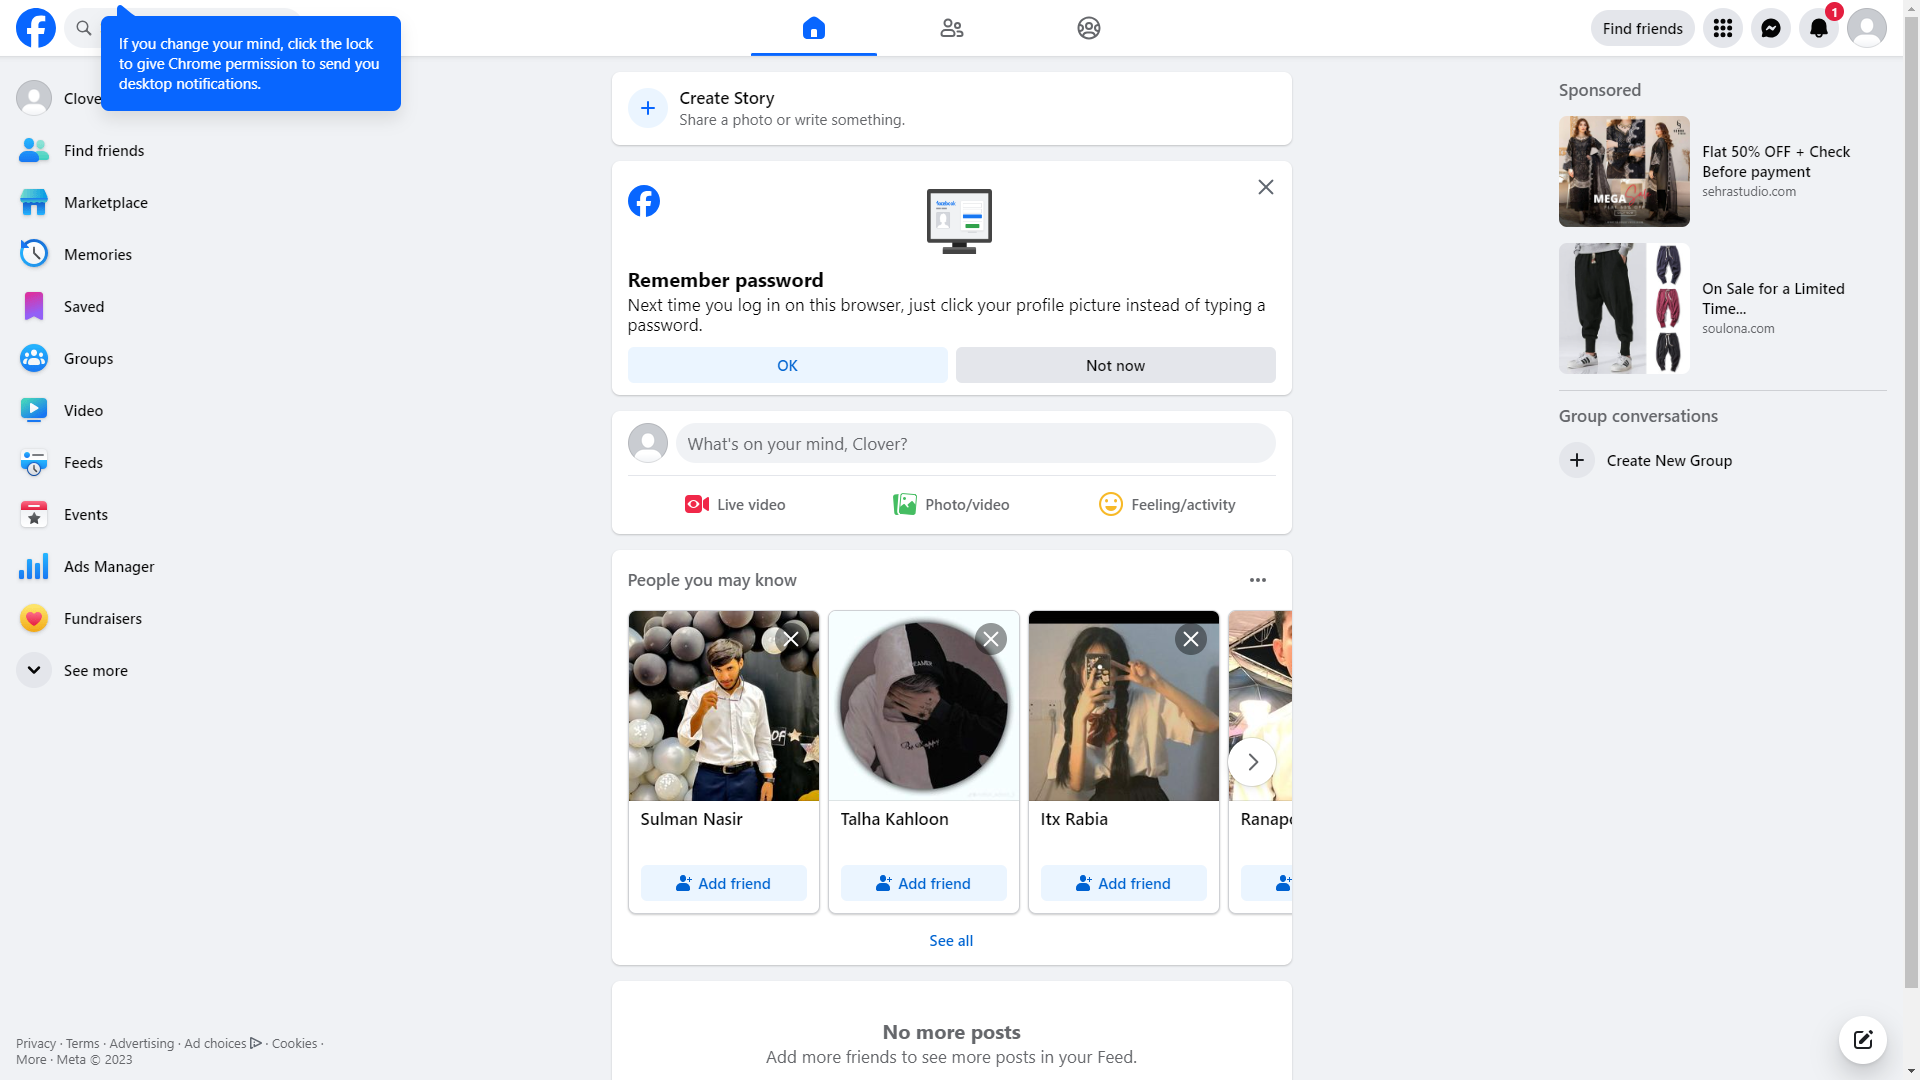 If you change your mind, click the lock
to give Chrome permission to send you
desktop notifications.
Find friends
1
Clove
Find friends
Marketplace
Memories
Saved
Groups
Video
Feeds
Events
Ads Manager
Fundraisers
See more
Privacy · Terms · Advertising · Ad choices · Cookies ·
More · Meta © 2023
Create Story
Share a photo or write something.
Remember password
Next time you log in on this browser, just click your profile picture instead of typing a
password.
OK
Not now
What's on your mind, Clover?
Live video
Photo/video
Feeling/activity
People you may know
Sulman Nasir
Talha Kahloon
Itx Rabia
Ranapo
Add friend
Add friend
Add friend
See all
No more posts
Add more friends to see more posts in your Feed.
Sponsored
MEGA
Flat 50% OFF + Check
Before payment
sehrastudio.com
On Sale for a Limited
Time...
soulona.com
Group conversations
Create New Group